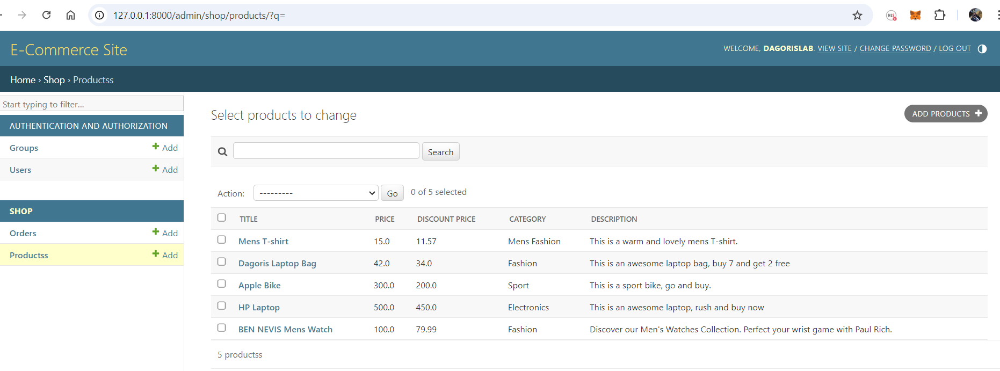 127.0.0.1:8000/admin/shop/products/?q=
HLS
E-Commerce Site
WELCOME, DAGORISLAB. VIEW SITE / CHANGE PASSWORD / LOG OUT
Home › Shop › Productss
Start typing to filter...
AUTHENTICATION AND AUTHORIZATION
Groups Add
Users Add
SHOP
Orders Add
Productss Add
Select products to change
ADD PRODUCTS
Search
Action: --------- Go 0 of 5 selected
TITLE PRICE DISCOUNT PRICE CATEGORY DESCRIPTION
Mens T-shirt 15.0 11.57 Mens Fashion This is a warm and lovely mens T-shirt.
Dagoris Laptop Bag 42.0 34.0 Fashion This is an awesome laptop bag, buy 7 and get 2 free
Apple Bike 300.0 200.0 Sport This is a sport bike, go and buy.
HP Laptop 500.0 450.0 Electronics This is an awesome laptop, rush and buy now
BEN NEVIS Mens Watch 100.0 79.99 Fashion Discover our Men's Watches Collection. Perfect your wrist game with Paul Rich.
5 productss